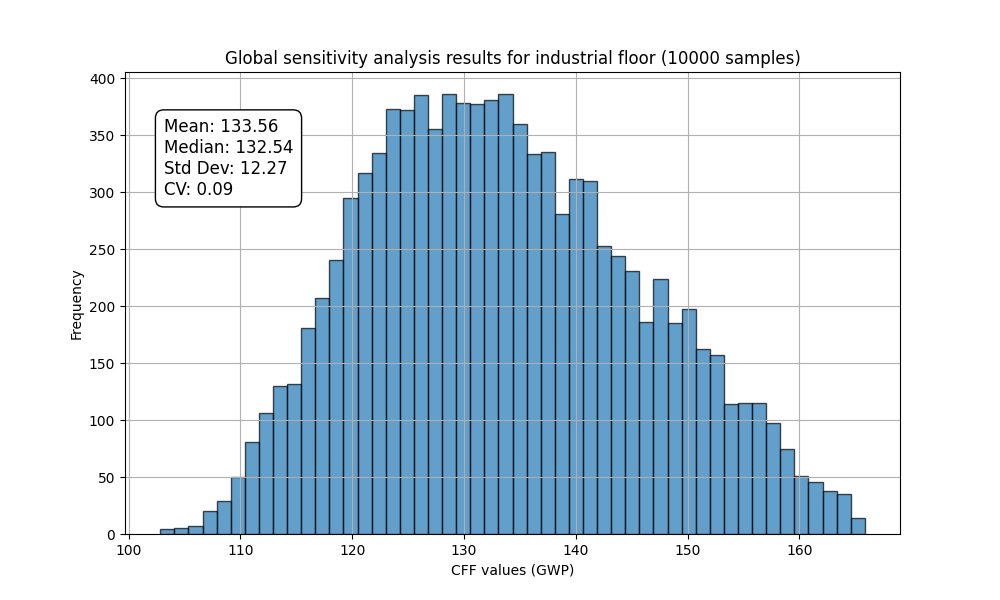 Global sensitivity analysis results for industrial floor (10000 samples)
Mean: 133.56
Median: 132.54
Std Dev: 12.27
CV: 0.09
Frequency
400
350
300
250
200
150
100
50
0
100 110 120 130 140 150 160
CFF values (GWP)